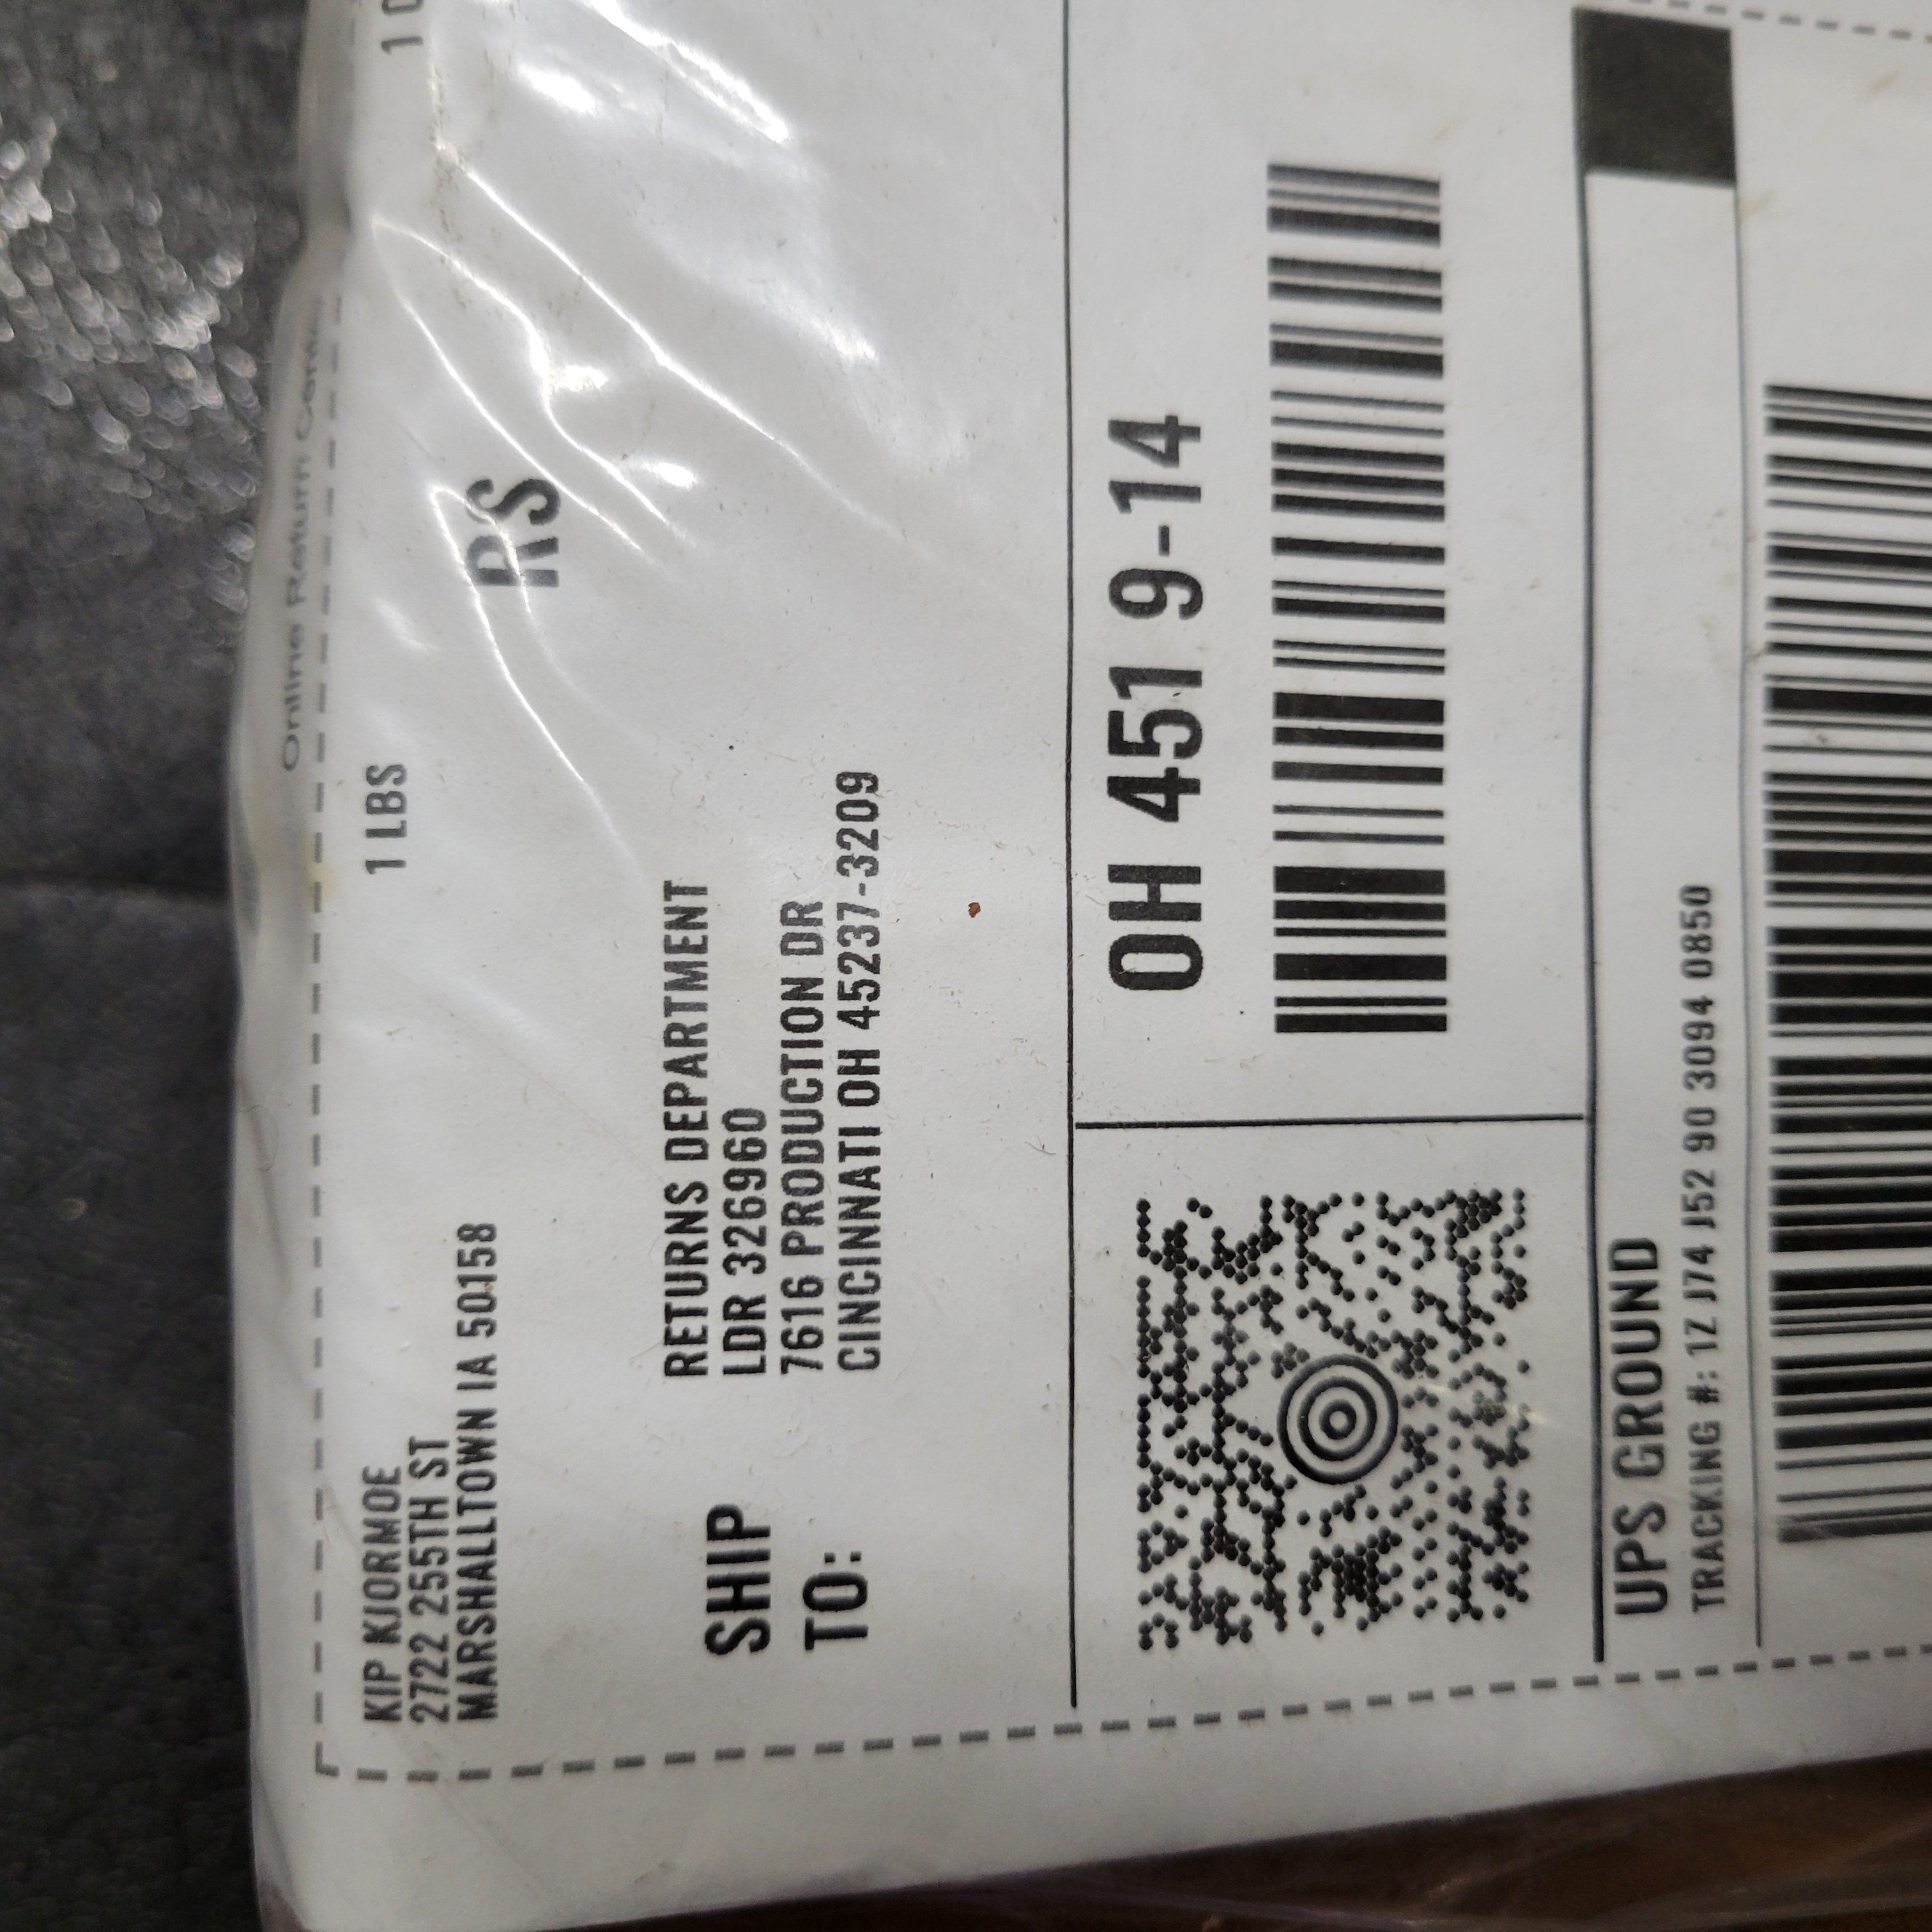 Online Return
KIP KJORMOE
2722 255TH ST
MARSHALLTOWN IA 50158
1 LBS
RS
SHIP
TO:
RETURNS DEPARTMENT
LDR 326960
7616 PRODUCTION DR
CINCINNATI OH 45237-3209
OH 451 9-14
UPS GROUND
TRACKING #: 1Z J74 J52 90 3094 0850